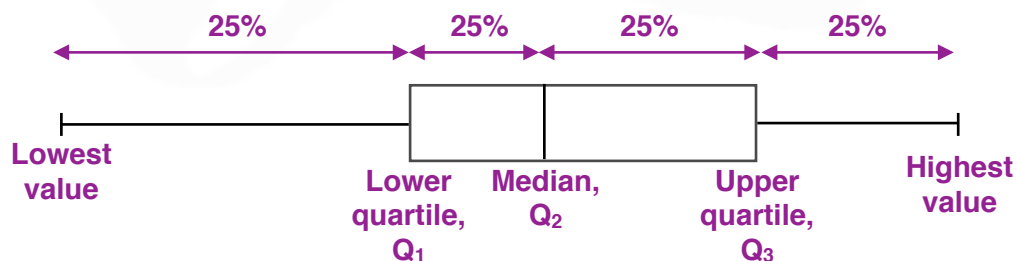 25% 25% 25% 25%
Lowest
value
Lower
quartile,
Q₁
Median,
Q₂
Upper
quartile,
Q₃
Highest
value